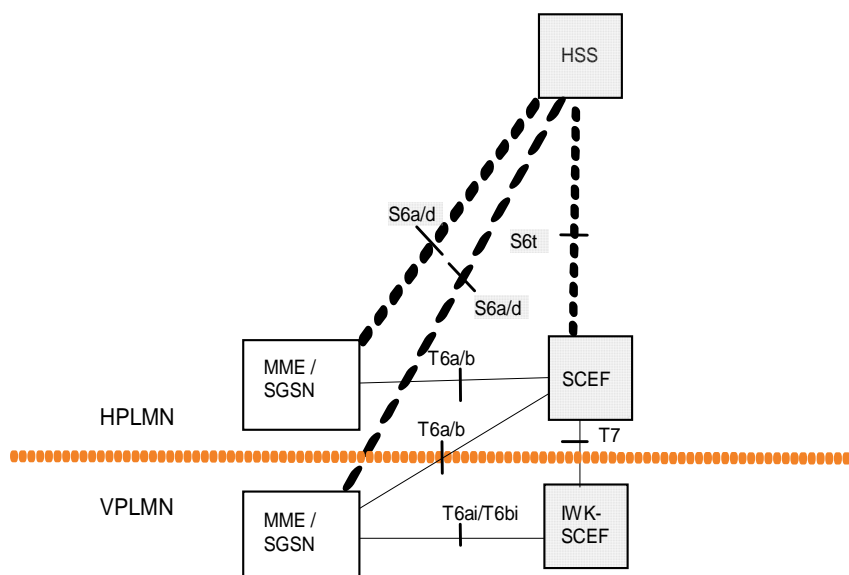 HSS
S6a/d
S6t
S6a/d
MME /
SGSN
T6a/b
SCEF
HPLMN
T6a/b
T7
VPLMN
MME /
SGSN
T6ai/T6bi
IWK-
SCEF